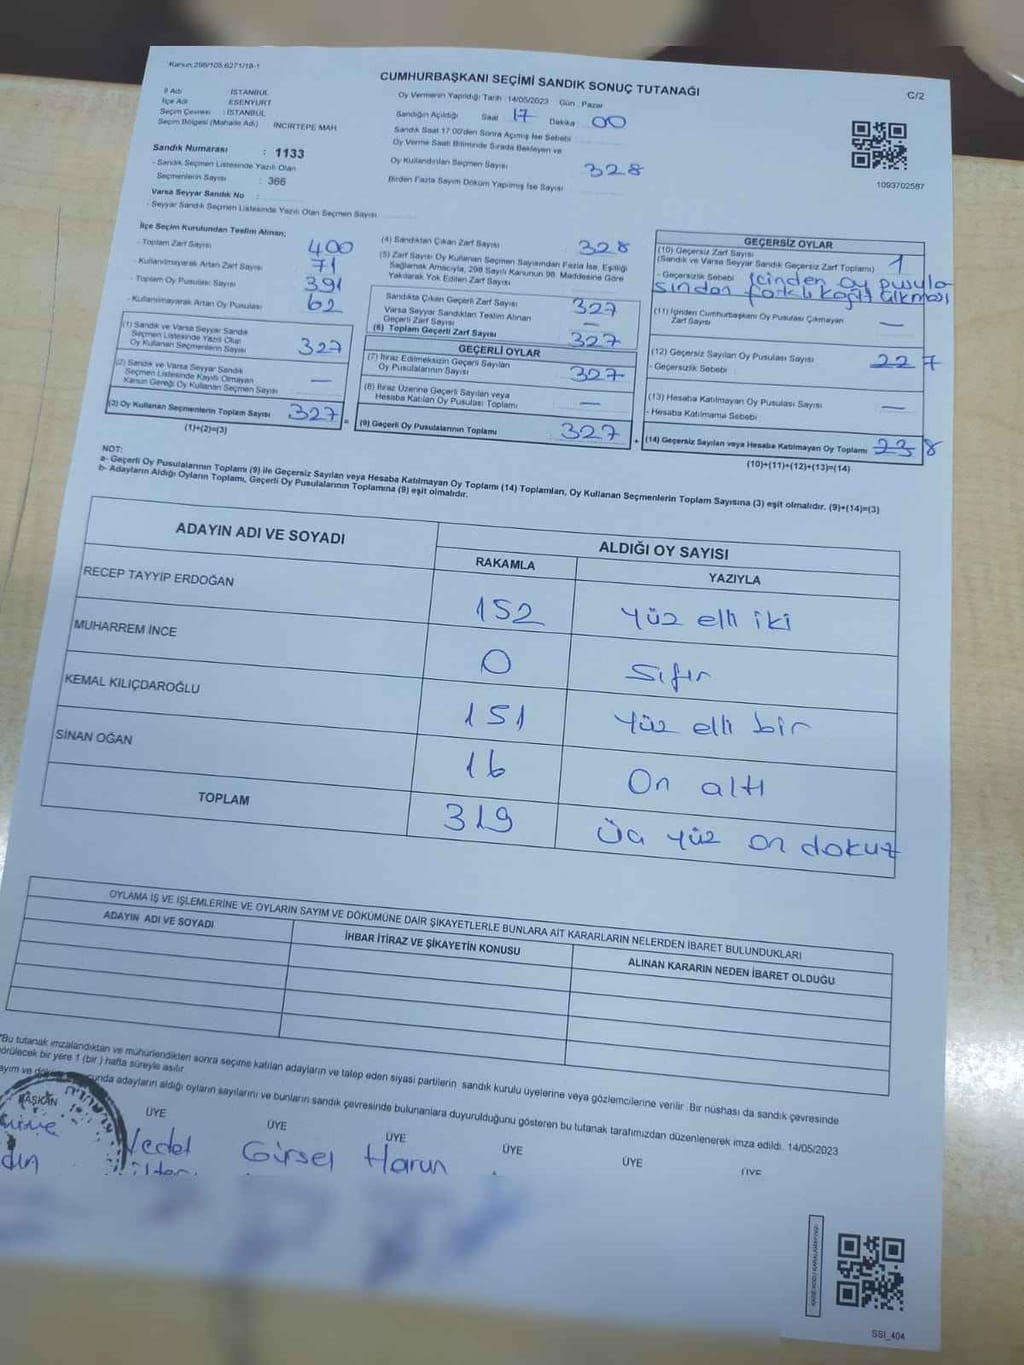 Kanun:298/105,6271/18-1
CUMHURBAŞKANI SEÇİMİ SANDIK SONUÇ TUTANAĞI
C/2
İl Adı : İSTANBUL
İlçe Adı : ESENYURT
Seçim Çevresi : İSTANBUL
Seçim Bölgesi (Mahalle Adı) : İNCİRTEPE MAH
Sandık Numarası : 1133
- Sandık Seçmen Listesinde Yazılı Olan
Seçmenlerin Sayısı : 366
Varsa Seyyar Sandık No :
- Seyyar Sandık Listesinde Yazılı Olan Seçmen Sayısı
Oy Vermenin Yapıldığı Tarih : 14/05/2023 Gün : Pazar
Sandığın Açıldığı Saat 17 Dakika 00
Sandık Saat 17.00'den Sonra Açılmış İse Sebebi
Oy Verme Saati Bitiminde Sırada Bekleyen ve
Oy Kullandırılan Seçmen Sayısı 328
Birden Fazla Sayım Döküm Yapılmış İse Sayısı
1093702587
İlçe Seçim Kurulundan Teslim Alınan;
- Toplam Zarf Sayısı 400
- Kullanılmayarak Artan Zarf Sayısı 71
- Toplam Oy Pusulası Sayısı 391
- Kullanılmayarak Artan Oy Pusulası 62
(1) Sandık ve Varsa Seyyar Sandık
Seçmen Listesinde Yazılı Olup
Oy Kullanan Seçmenlerin Sayısı 327
(2) Sandık ve Varsa Seyyar Sandık
Seçmen Listesinde Kayıtlı Olmayan
Kanun Gereği Oy Kullanan Seçmen Sayısı —
(3) Oy Kullanan Seçmenlerin Toplam Sayısı 327
(1)+(2)=(3)
(4) Sandıktan Çıkan Zarf Sayısı 328
(5) Zarf Sayısı Oy Kullanan Seçmen Sayısından Fazla İse, Eşitliği
Sağlamak Amacıyla, 298 Sayılı Kanunun 98. Maddesine Göre
Yakılarak Yok Edilen Zarf Sayısı
Sandıkta Çıkan Geçerli Zarf Sayısı 327
Varsa Seyyar Sandıktan Teslim Alınan
Geçerli Zarf Sayısı —
(6) Toplam Geçerli Zarf Sayısı 327
GEÇERLİ OYLAR
(7) İtiraz Edilmeksizin Geçerli Sayılan
Oy Pusulalarının Sayısı 327
(8) İtiraz Üzerine Geçerli Sayılan veya
Hesaba Katılan Oy Pusulası Toplamı —
= (9) Geçerli Oy Pusulalarının Toplamı 327
GEÇERSİZ OYLAR
(10) Geçersiz Zarf Sayısı
(Sandık ve Varsa Seyyar Sandık Geçersiz Zarf Toplamı) 1
- Geçersizlik Sebebi içinden oy pusula
sından farklı kağıt çıkması
(11) İçinden Cumhurbaşkanı Oy Pusulası Çıkmayan
Zarf Sayısı —
(12) Geçersiz Sayılan Oy Pusulası Sayısı 227
- Geçersizlik Sebebi
(13) Hesaba Katılmayan Oy Pusulası Sayısı —
- Hesaba Katılmama Sebebi
+ (14) Geçersiz Sayılan veya Hesaba Katılmayan Oy Toplamı 238
(10)+(11)+(12)+(13)=(14)
NOT:
a- Geçerli Oy Pusulalarının Toplamı (9) ile Geçersiz Sayılan veya Hesaba Katılmayan Oy Toplamı (14) Toplamları, Oy Kullanan Seçmenlerin Toplam Sayısına (3) eşit olmalıdır. (9)+(14)=(3)
b- Adayların Aldığı Oyların Toplamı, Geçerli Oy Pusulalarının Toplamına (9) eşit olmalıdır.
ADAYIN ADI VE SOYADI
ALDIĞI OY SAYISI
RAKAMLA YAZIYLA
RECEP TAYYİP ERDOĞAN 152 Yüz elli iki
MUHARREM İNCE 0 Sıfır
KEMAL KILIÇDAROĞLU 151 Yüz elli bir
SİNAN OĞAN 16 On altı
TOPLAM 319 Üç yüz on dokuz
OYLAMA İŞ VE İŞLEMLERİNE VE OYLARIN SAYIM VE DÖKÜMÜNE DAİR ŞİKAYETLERLE BUNLARA AİT KARARLARIN NELERDEN İBARET BULUNDUKLARI
ADAYIN ADI VE SOYADI
İHBAR İTİRAZ VE ŞİKAYETİN KONUSU
ALINAN KARARIN NEDEN İBARET OLDUĞU
*Bu tutanak imzalandıktan ve mühürlendikten sonra seçime katılan adayların ve talep eden siyasi partilerin sandık kurulu üyelerine veya gözlemcilerine verilir. Bir nüshası da sandık çevresinde
görülecek bir yere 1 (bir) hafta süreyle asılır
unda adayların aldığı oyların sayılarını ve bunların sandık çevresinde bulunanlara duyurulduğunu gösteren bu tutanak tarafımızdan düzenlenerek imza edildi. 14/05/2023
BAŞKAN ÜYE ÜYE ÜYE ÜYE ÜYE ÜYE
Vedat Gürsel Harun
SSI_404